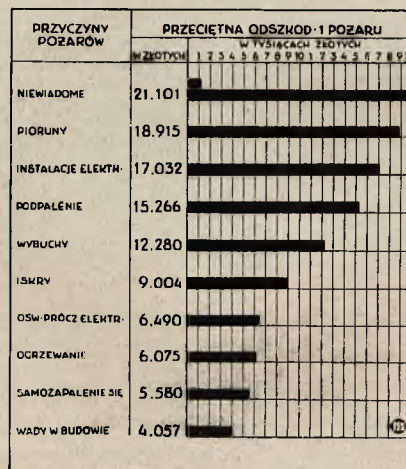 PRZYCZYNY POŻARÓW
PRZECIĘTNA ODSZKOD·1 POŻARU
W ZŁOTYCH
W TYSIĄCACH ZŁOTYCH
1 2 3 4 5 6 7 8 9 10 1 2 3 4 5 6 7 8 9
NIEWIADOME 21.101
PIORUNY 18.915
INSTALACJE ELEKTR· 17.032
PODPALENIE 15.266
WYBUCHY 12.280
ISKRY 9.004
OŚW·PRÓCZ ELEKTR· 6.490
OGRZEWANIE 6.075
SAMOZAPALENIE SIĘ 5.580
WADY W BUDOWIE 4.057